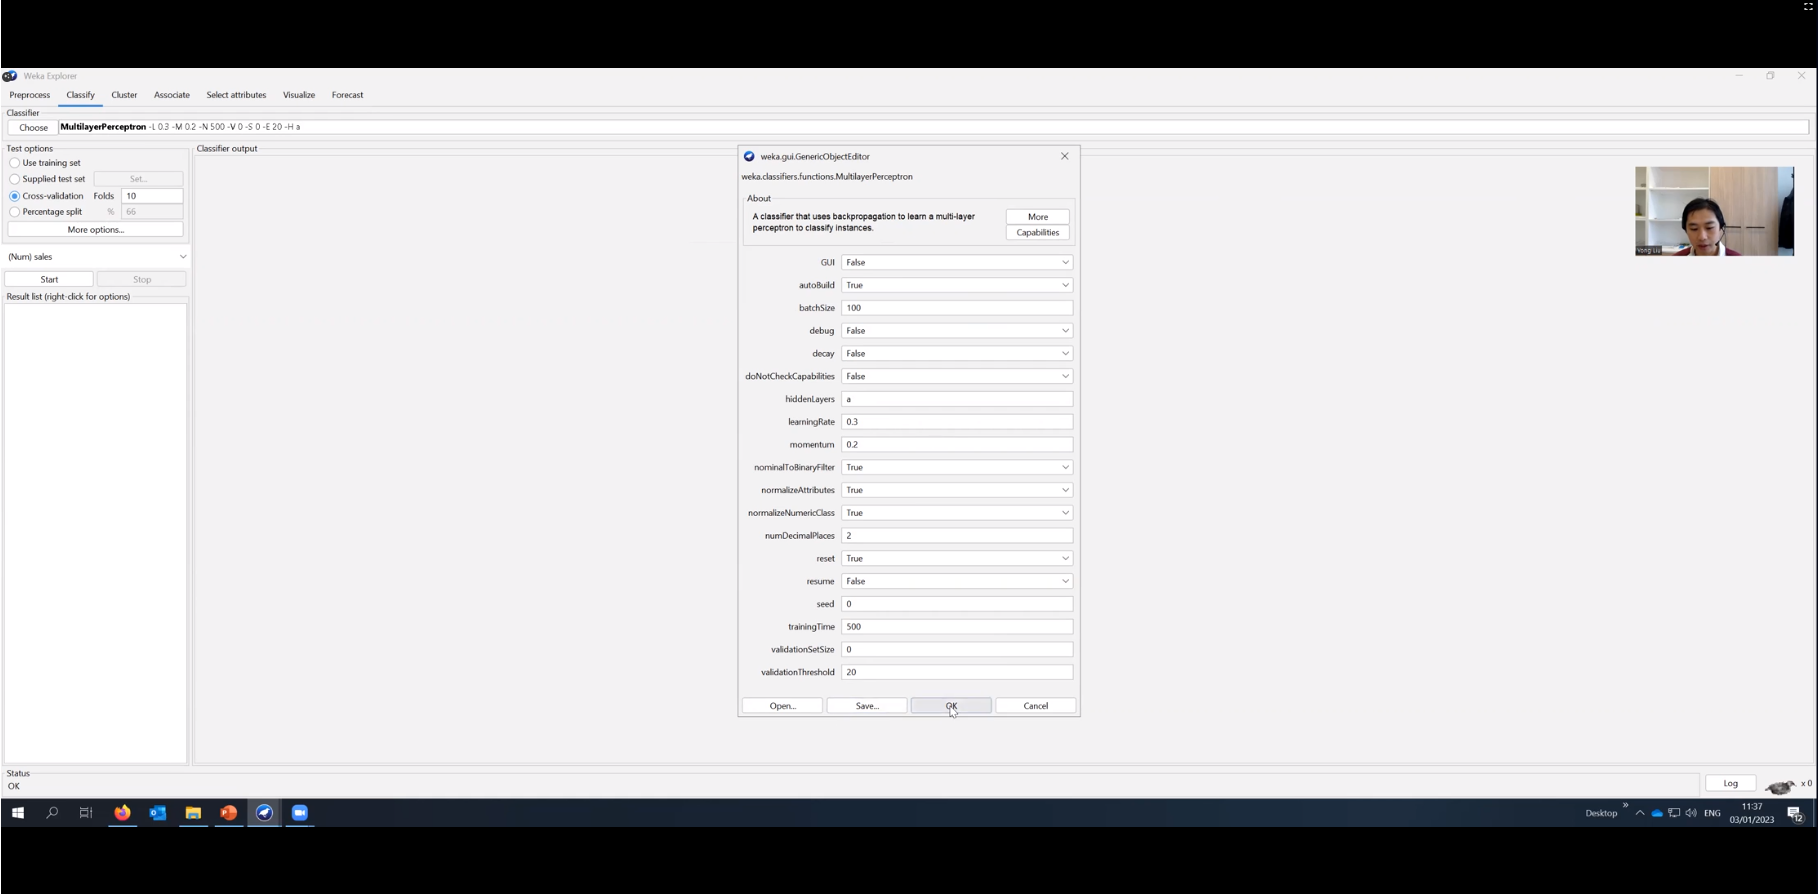 Weka Explorer
Preprocess Classify Cluster Associate Select attributes Visualize Forecast
Classifier
Choose MultilayerPerceptron -L 0.3 -M 0.2 -N 500 -V 0 -S 0 -E 20 -H a
Test options
Use training set
Supplied test set Set...
Cross-validation Folds 10
Percentage split % 66
More options...
(Num) sales
Start Stop
Result list (right-click for options)
Classifier output
weka.gui.GenericObjectEditor
weka.classifiers.functions.MultilayerPerceptron
About
A classifier that uses backpropagation to learn a multi-layer
perceptron to classify instances.
More
Capabilities
GUI False
autoBuild True
batchSize 100
debug False
decay False
doNotCheckCapabilities False
hiddenLayers a
learningRate 0.3
momentum 0.2
nominalToBinaryFilter True
normalizeAttributes True
normalizeNumericClass True
numDecimalPlaces 2
reset True
resume False
seed 0
trainingTime 500
validationSetSize 0
validationThreshold 20
Open... Save... OK Cancel
Yong Liu
Status
OK
Log x 0
Desktop » ENG 11:37
03/01/2023
12